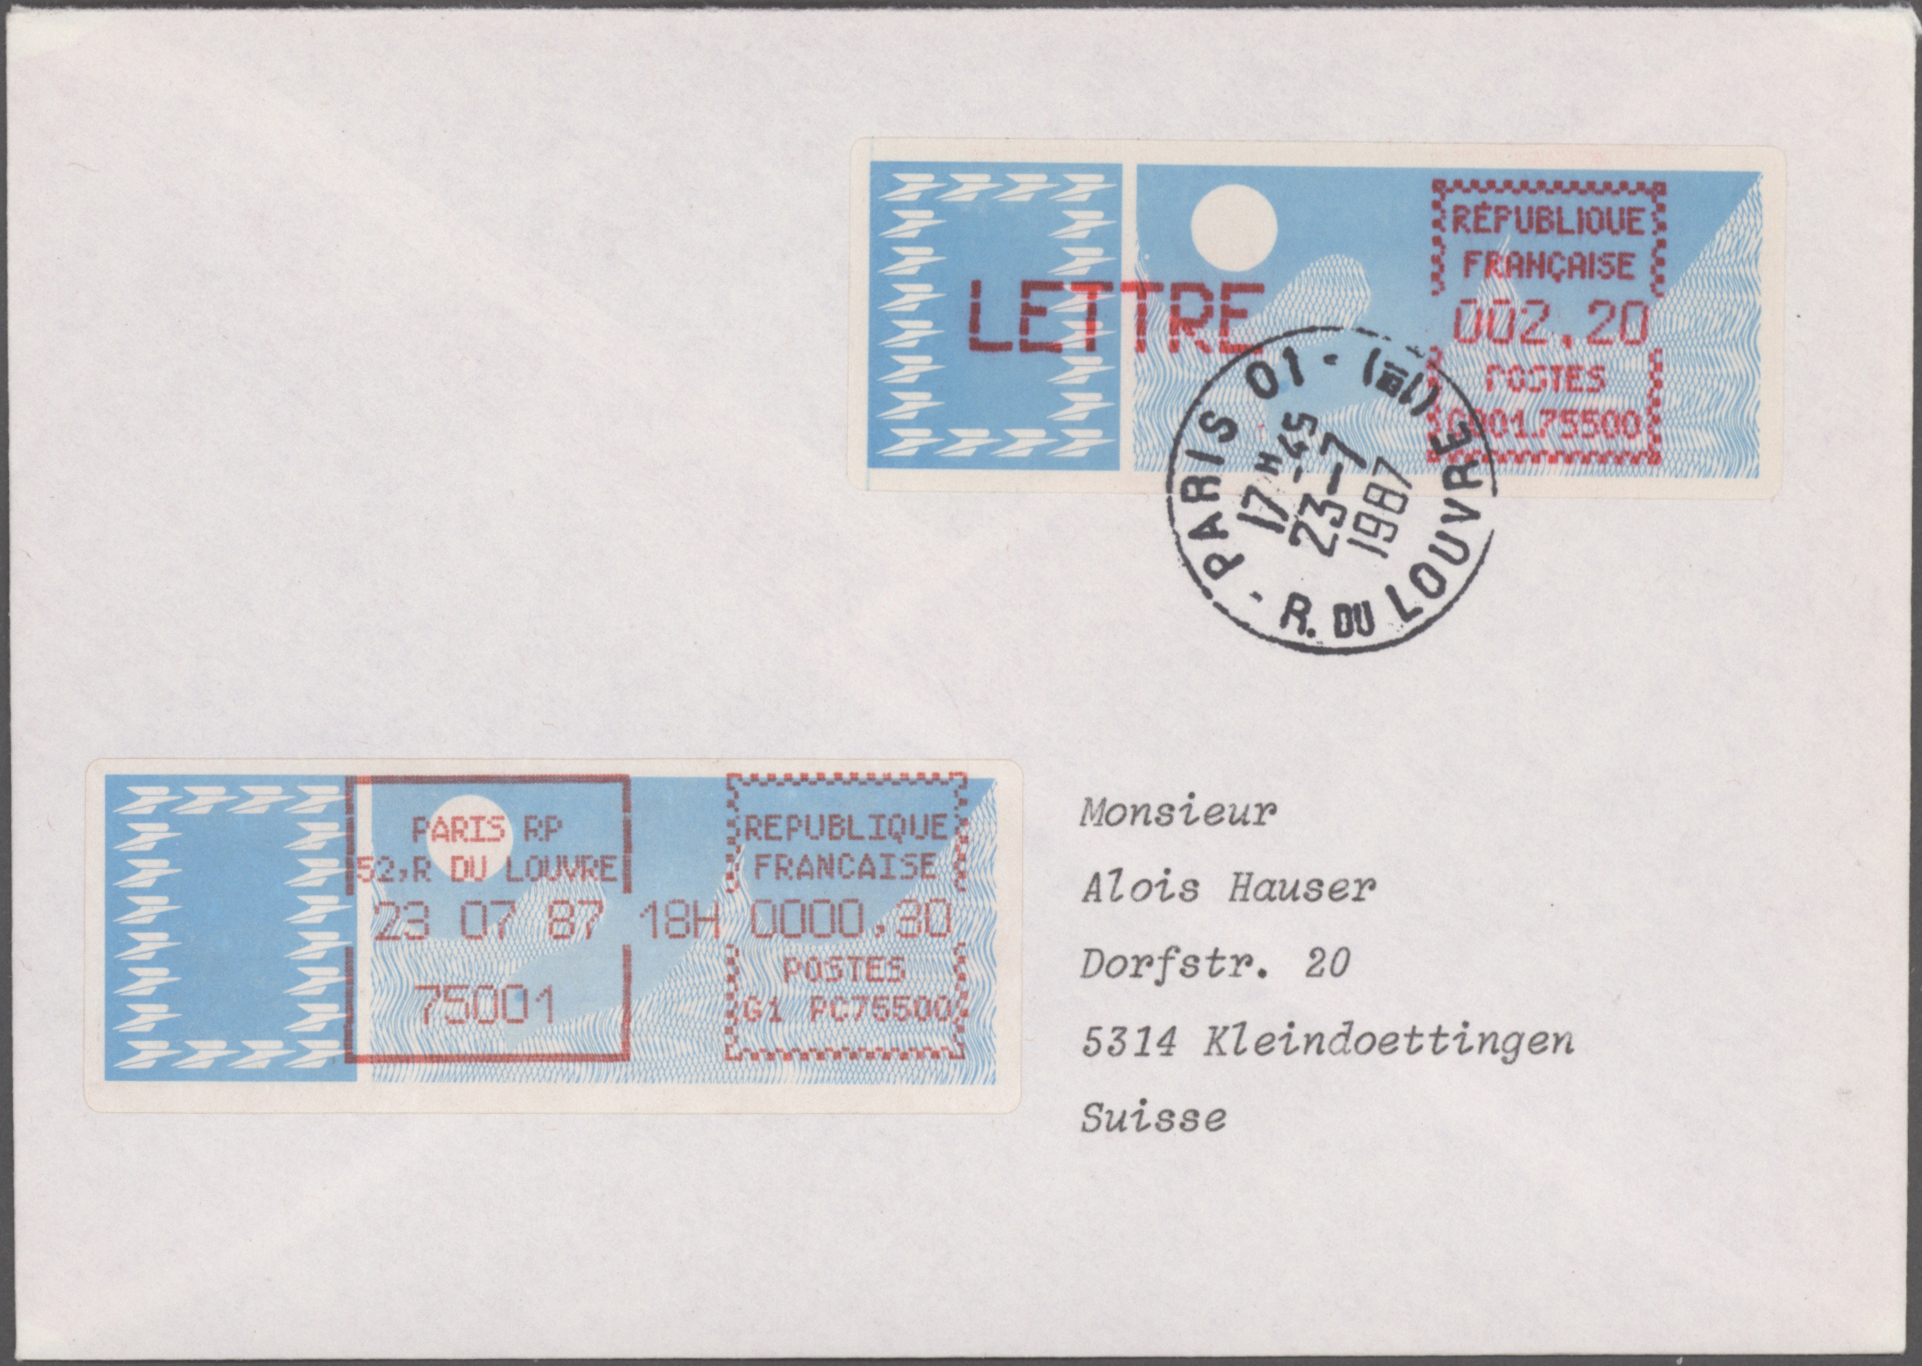 RÉPUBLIQUE
FRANÇAISE
LETTRE
002,20
POSTES
75500
PARIS 01 - (III)
17H45
23-7
1987
- R. DU LOUVRE
PARIS RP
52,R DU LOUVRE
23 07 87 18H
75001
REPUBLIQUE
FRANCAISE
0000,30
POSTES
G1 PC75500
Monsieur
Alois Hauser
Dorfstr. 20
5314 Kleindoettingen
Suisse